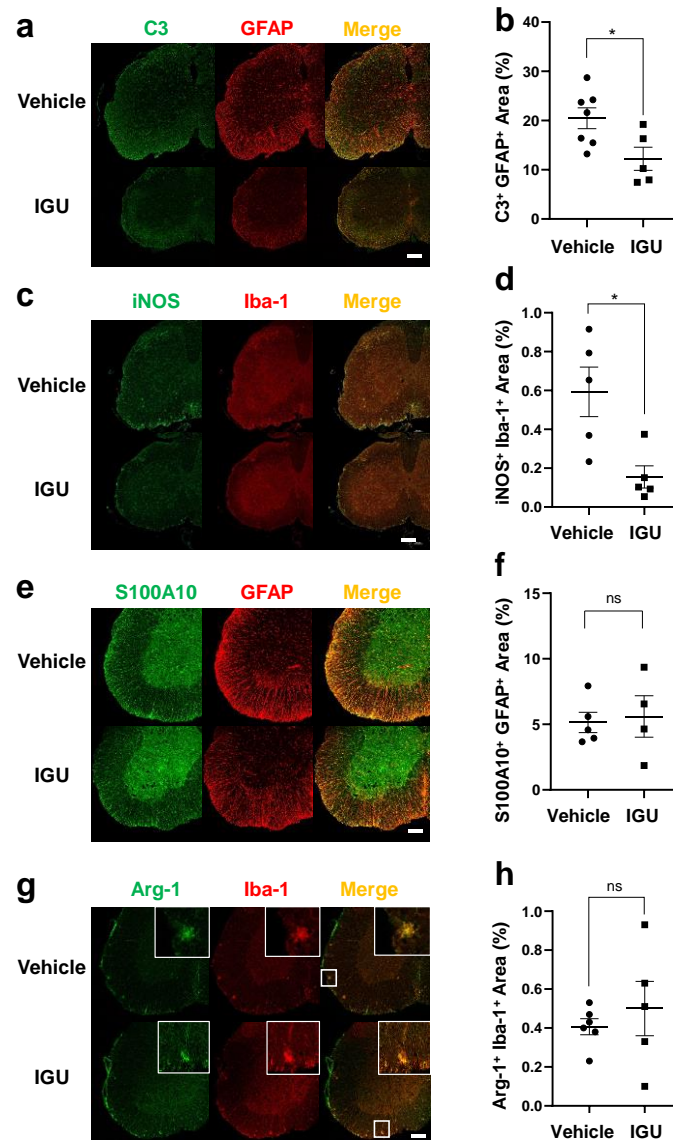 a
C3 GFAP Merge
Vehicle
IGU
b
C3⁺ GFAP⁺ Area (%)
40
30
20
10
0
*
Vehicle IGU
c
iNOS Iba-1 Merge
Vehicle
IGU
d
iNOS⁺ Iba-1⁺ Area (%)
1.0
0.8
0.6
0.4
0.2
0.0
*
Vehicle IGU
e
S100A10 GFAP Merge
Vehicle
IGU
f
S100A10⁺ GFAP⁺ Area (%)
15
10
5
0
ns
Vehicle IGU
g
Arg-1 Iba-1 Merge
Vehicle
IGU
h
Arg-1⁺ Iba-1⁺ Area (%)
1.0
0.8
0.6
0.4
0.2
0.0
ns
Vehicle IGU